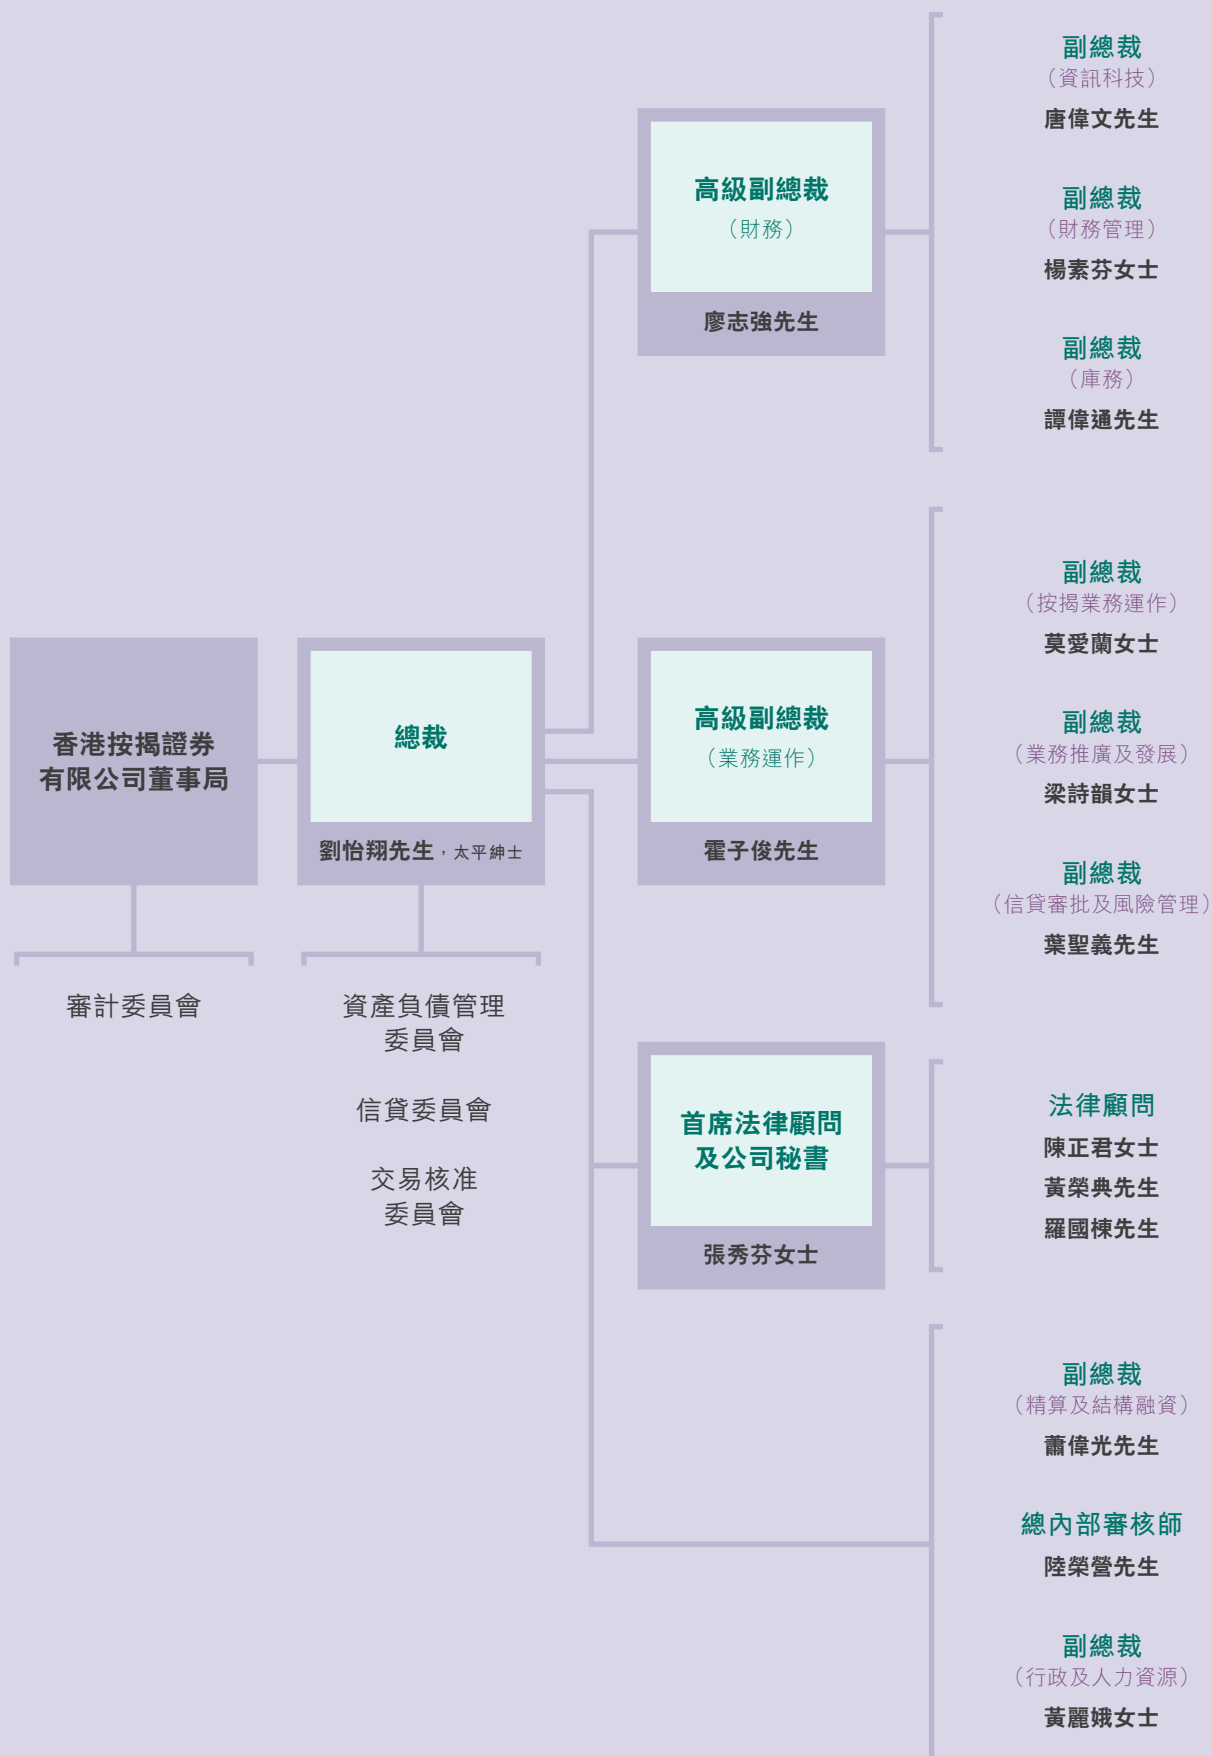 香港按揭證券
有限公司董事局
審計委員會
總裁
劉怡翔先生，太平紳士
資產負債管理
委員會
信貸委員會
交易核准
委員會
高級副總裁
（財務）
廖志強先生
副總裁
（資訊科技）
唐偉文先生
副總裁
（財務管理）
楊素芬女士
副總裁
（庫務）
譚偉通先生
高級副總裁
（業務運作）
霍子俊先生
副總裁
（按揭業務運作）
莫愛蘭女士
副總裁
（業務推廣及發展）
梁詩韻女士
副總裁
（信貸審批及風險管理）
葉聖義先生
首席法律顧問
及公司秘書
張秀芬女士
法律顧問
陳正君女士
黃榮典先生
羅國棟先生
副總裁
（精算及結構融資）
蕭偉光先生
總內部審核師
陸榮營先生
副總裁
（行政及人力資源）
黃麗娥女士